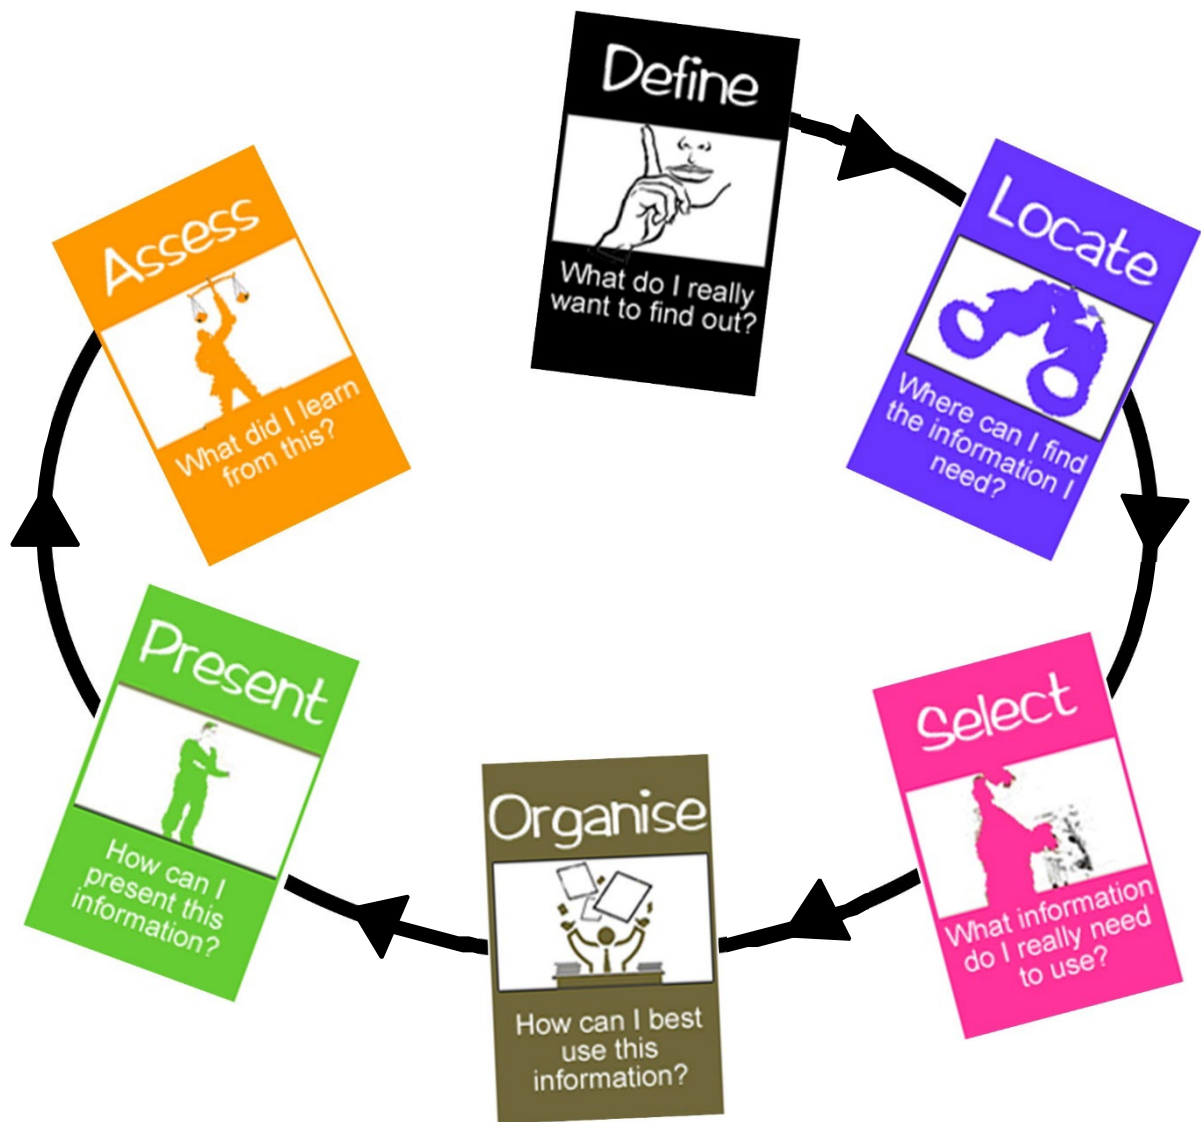 Define
What do I really
want to find out?
Locate
Where can I find
the information I
need?
Select
What information
do I really need
to use?
Organise
How can I best
use this
information?
Present
How can I
present this
information?
Assess
What did I learn
from this?